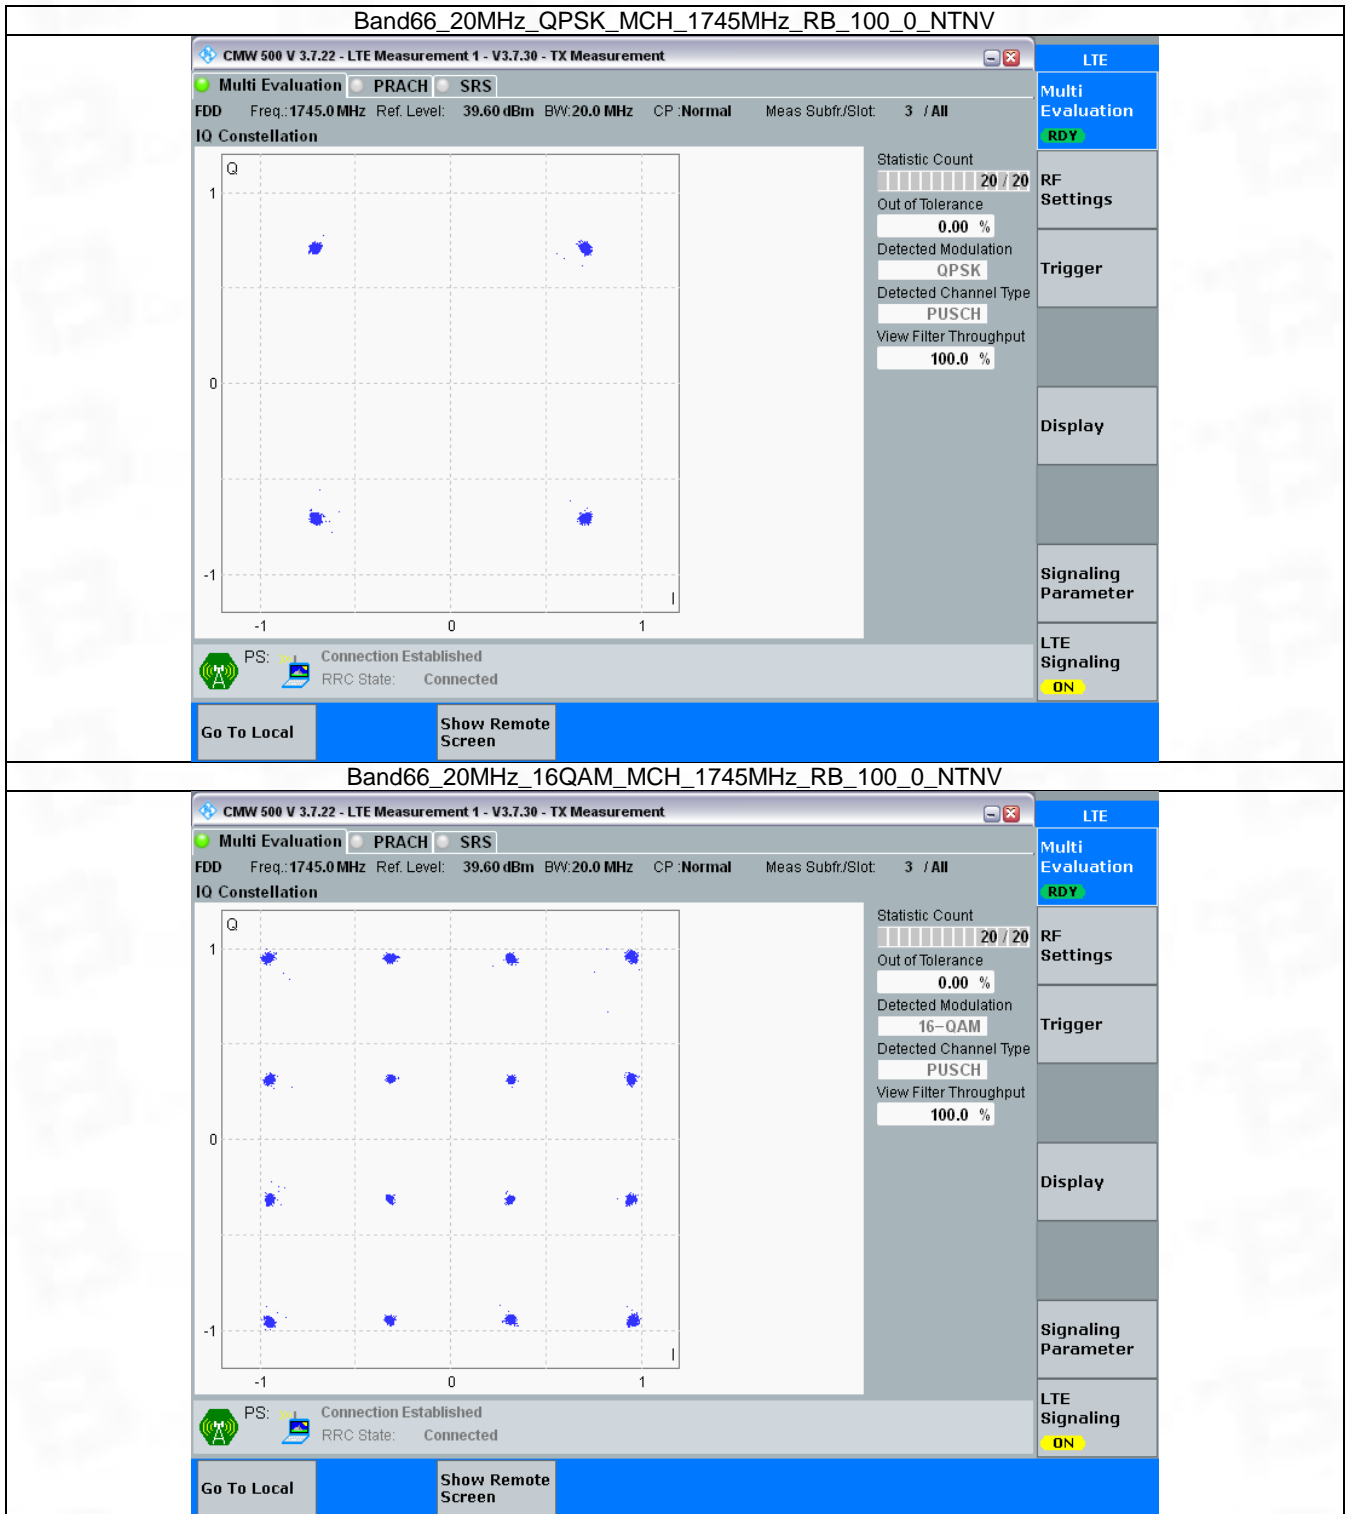 Band66_20MHz_QPSK_MCH_1745MHz_RB_100_0_NTNV
CMW 500 V 3.7.22 - LTE Measurement 1 - V3.7.30 - TX Measurement
LTE
Multi Evaluation PRACH SRS
Multi
Evaluation
RDY
FDD Freq.: 1745.0 MHz Ref. Level: 39.60 dBm BW: 20.0 MHz CP : Normal Meas Subfr./Slot: 3 / All
IQ Constellation
Q
1
0
-1
I
-1 0 1
Statistic Count
20 / 20
Out of Tolerance
0.00 %
Detected Modulation
QPSK
Detected Channel Type
PUSCH
View Filter Throughput
100.0 %
RF
Settings
Trigger
Display
Signaling
Parameter
LTE
Signaling
ON
PS: Connection Established
RRC State: Connected
Go To Local
Show Remote
Screen
Band66_20MHz_16QAM_MCH_1745MHz_RB_100_0_NTNV
CMW 500 V 3.7.22 - LTE Measurement 1 - V3.7.30 - TX Measurement
LTE
Multi Evaluation PRACH SRS
Multi
Evaluation
RDY
FDD Freq.: 1745.0 MHz Ref. Level: 39.60 dBm BW: 20.0 MHz CP : Normal Meas Subfr./Slot: 3 / All
IQ Constellation
Q
1
0
-1
I
-1 0 1
Statistic Count
20 / 20
Out of Tolerance
0.00 %
Detected Modulation
16-QAM
Detected Channel Type
PUSCH
View Filter Throughput
100.0 %
RF
Settings
Trigger
Display
Signaling
Parameter
LTE
Signaling
ON
PS: Connection Established
RRC State: Connected
Go To Local
Show Remote
Screen